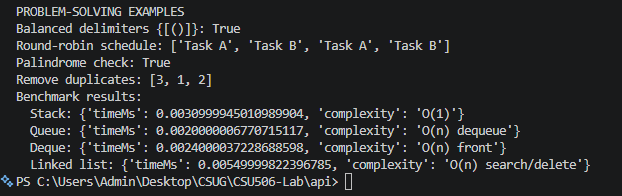 PROBLEM-SOLVING EXAMPLES
Balanced delimiters {[()]}: True
Round-robin schedule: ['Task A', 'Task B', 'Task A', 'Task B']
Palindrome check: True
Remove duplicates: [3, 1, 2]
Benchmark results:
  Stack: {'timeMs': 0.0030999945010989904, 'complexity': 'O(1)'}
  Queue: {'timeMs': 0.0020000006770715117, 'complexity': 'O(n) dequeue'}
  Deque: {'timeMs': 0.0024000037228688598, 'complexity': 'O(n) front'}
  Linked list: {'timeMs': 0.00549999822396785, 'complexity': 'O(n) search/delete'}
PS C:\Users\Admin\Desktop\CSUG\CSU506-Lab\api>